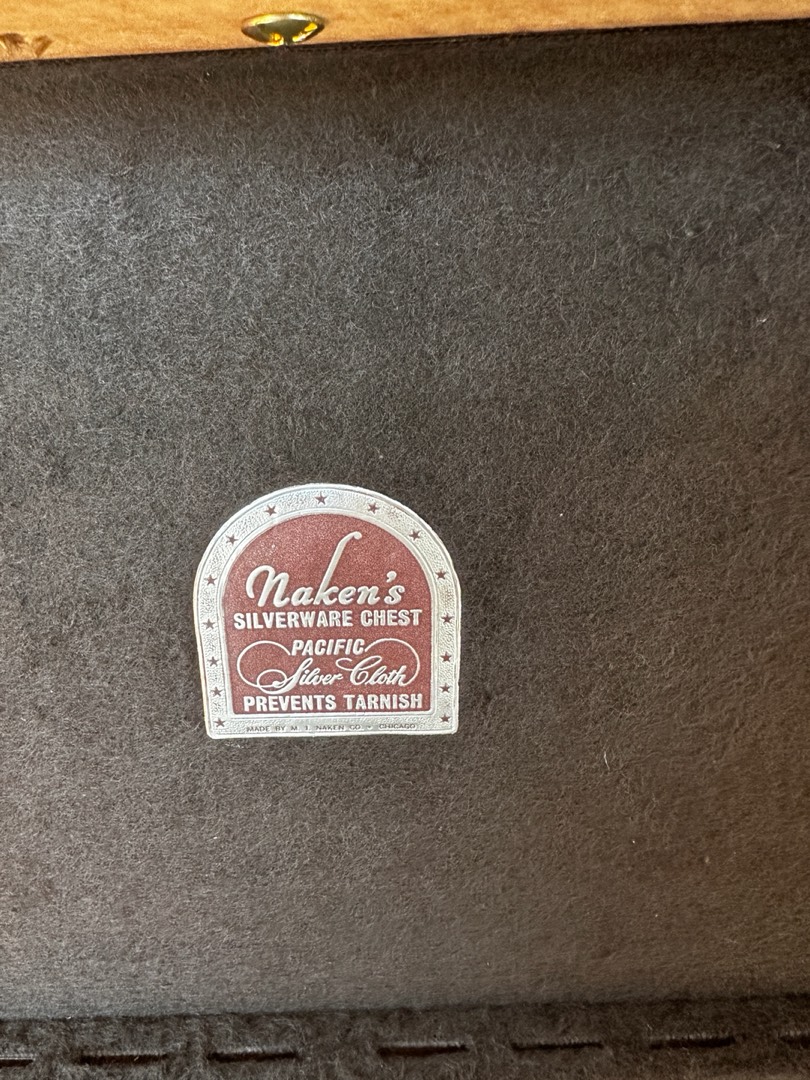 Naken's
SILVERWARE CHEST
PACIFIC
Silver Cloth
PREVENTS TARNISH
MADE BY M. I. NAKEN CO. • CHICAGO